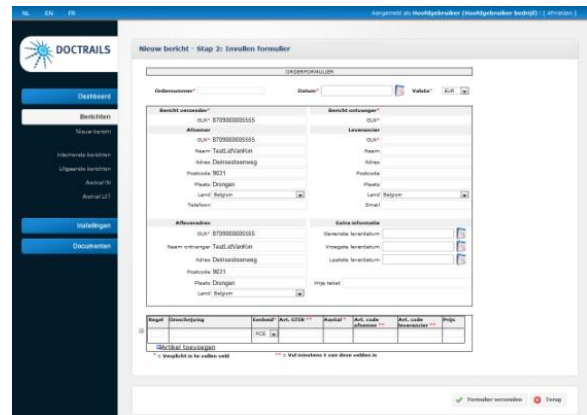 NL EN FR
Aangemeld als Hoofdgebruiker (Hoofdgebruiker bedrijf) | [ Afmelden ]
DOCTRAILS
Dashboard
Berichten
Nieuw bericht
Inkomende berichten
Uitgaande berichten
Aantal IN
Aantal UIT
Instellingen
Documenten
Nieuw bericht - Stap 2: Invullen formulier
ORDERFORMULIER
Ordernummer* Datum* Valuta* EUR
Bericht verzender* Bericht ontvanger*
GLN* 8709000005555 GLN*
Afnemer Leverancier
GLN* 8709000005555 GLN*
Naam TestLidVanKin Naam
Adres Deinsesteenweg Adres
Postcode 9031 Postcode
Plaats Drongen Plaats
Land Belgium Land Belgium
Telefoon Email
Afleveradres Extra informatie
GLN* 8709000005555 Gewenste leverdatum
Naam ontvanger TestLidVanKin Vroegste leverdatum
Adres Deinsesteenweg Laatste leverdatum
Postcode 9031
Plaats Drongen Vrije tekst
Land Belgium
Regel Omschrijving Eenheid* Art. GTIN ** Aantal * Art. code afnemer ** Art. code leverancier ** Prijs
PCE
Artikel toevoegen
* = Verplicht in te vullen veld ** = Vul minstens 1 van deze velden in
Formulier verzenden Terug